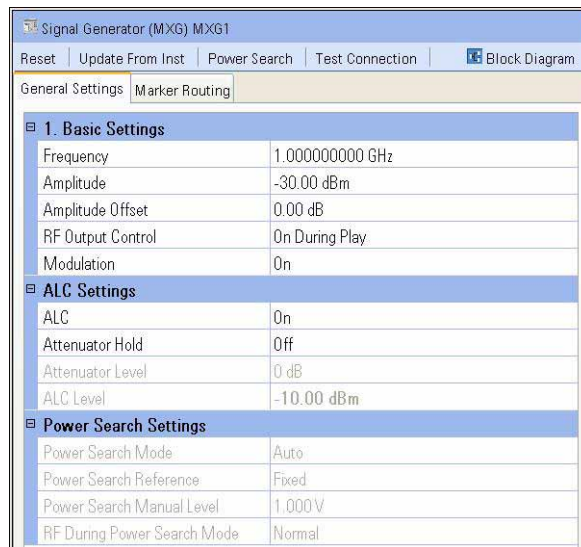 Signal Generator (MXG) MXG1
Reset Update From Inst Power Search Test Connection Block Diagram
General Settings Marker Routing
1. Basic Settings
Frequency 1.000000000 GHz
Amplitude -30.00 dBm
Amplitude Offset 0.00 dB
RF Output Control On During Play
Modulation On
ALC Settings
ALC On
Attenuator Hold Off
Attenuator Level 0 dB
ALC Level -10.00 dBm
Power Search Settings
Power Search Mode Auto
Power Search Reference Fixed
Power Search Manual Level 1.000 V
RF During Power Search Mode Normal